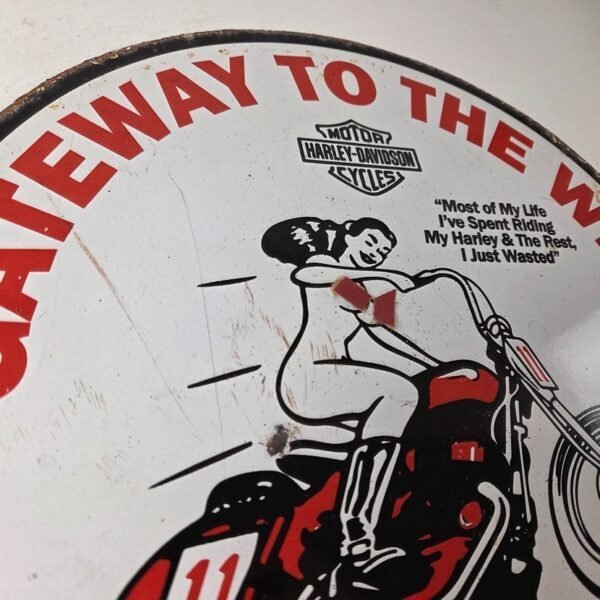 GATEWAY TO THE W
MOTOR
HARLEY-DAVIDSON
CYCLES
“Most of My Life
I’ve Spent Riding
My Harley & The Rest,
I Just Wasted”
11
11